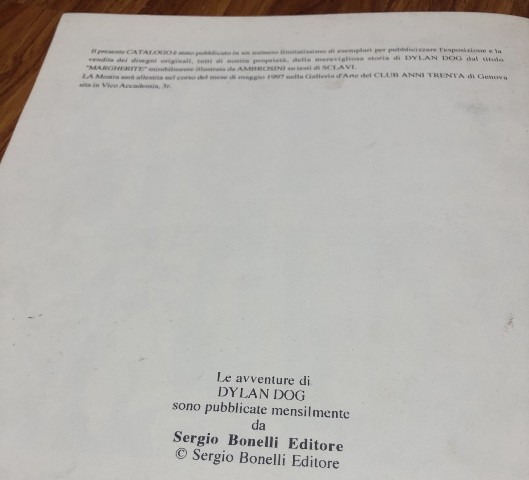 Il presente CATALOGO è stato pubblicato in un numero limitatissimo di esemplari per pubblicizzare l'esposizione e la
vendita dei disegni originali, tutti di nostra proprietà, della meravigliosa storia di DYLAN DOG dal titolo
"MARGHERITE" mirabilmente illustrata da AMBROSINI su testi di SCLAVI.
LA Mostra sarà allestita nel corso del mese di maggio 1997 nella Galleria d'Arte del CLUB ANNI TRENTA di Genova
sita in Vico Accademia, 3r.
Le avventure di
DYLAN DOG
sono pubblicate mensilmente
da
Sergio Bonelli Editore
© Sergio Bonelli Editore